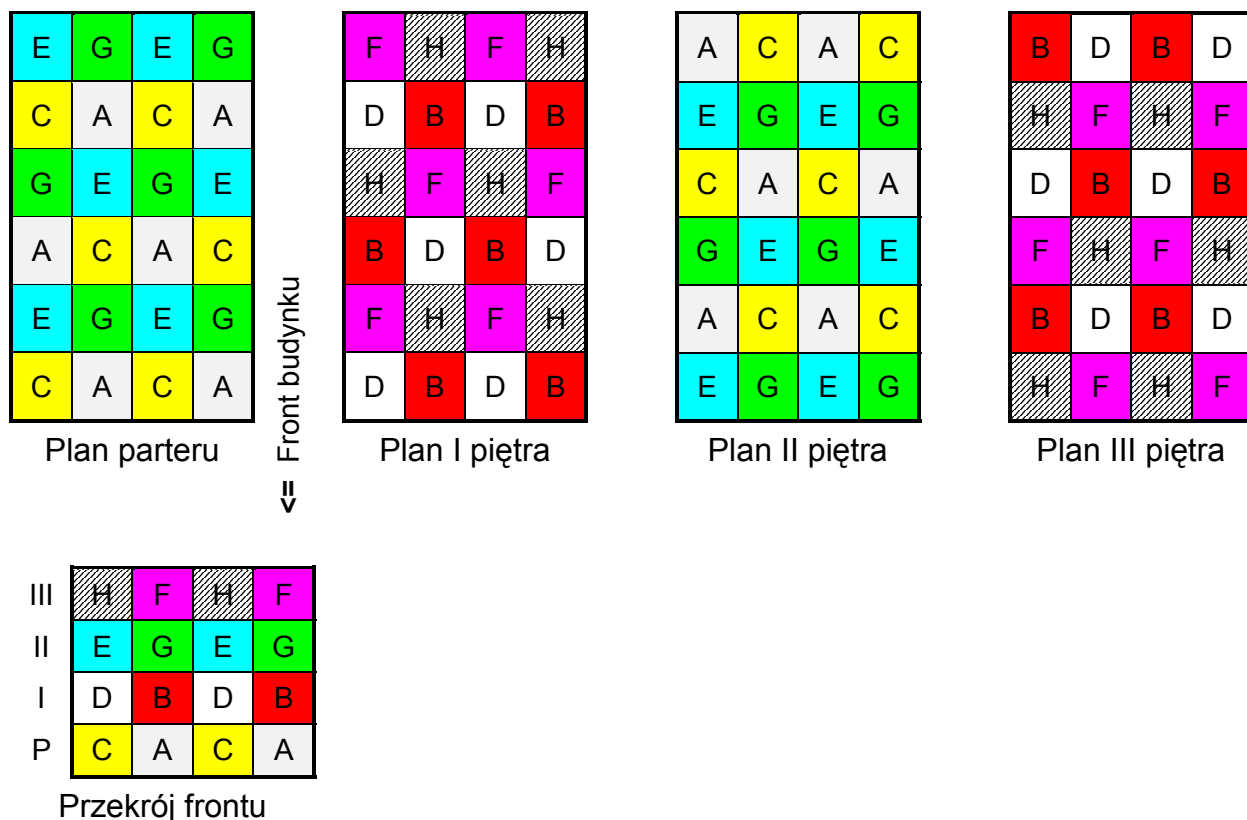 E G E G F H F H A C A C B D B D
C A C A D B D B E G E G H F H F
G E G E H F H F C A C A D B D B
A C A C B D B D G E G E F H F H
E G E G F H F H A C A C B D B D
C A C A D B D B E G E G H F H F
<= Front budynku
Plan parteru Plan I piętra Plan II piętra Plan III piętra
III H F H F
II E G E G
I D B D B
P C A C A
Przekrój frontu